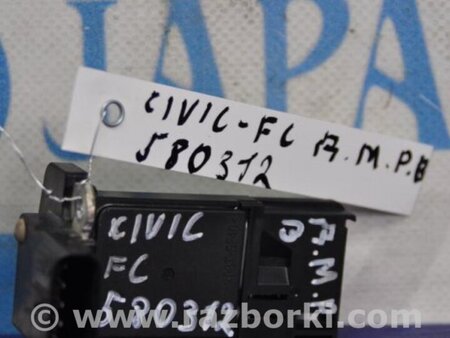 CIVIC-FC A.M.P.B
580312
CIVIC
FC
580312
A.M.P.
www.razborki.com